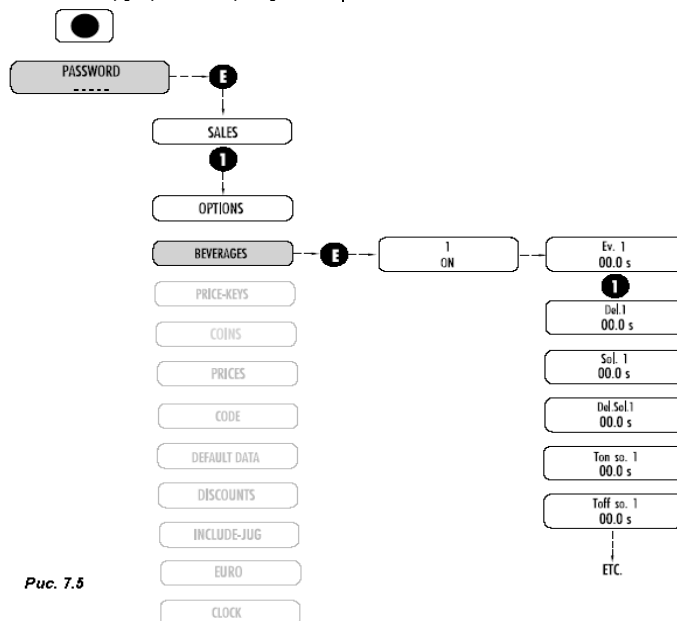 PASSWORD
-----
E
SALES
1
OPTIONS
BEVERAGES
E
1
ON
Ev. 1
00.0 s
1
Del.1
00.0 s
Sol. 1
00.0 s
Del.Sol.1
00.0 s
Ton so. 1
00.0 s
Toff so. 1
00.0 s
ETC.
PRICE-KEYS
COINS
PRICES
CODE
DEFAULT DATA
DISCOUNTS
INCLUDE-JUG
EURO
CLOCK
Рис. 7.5